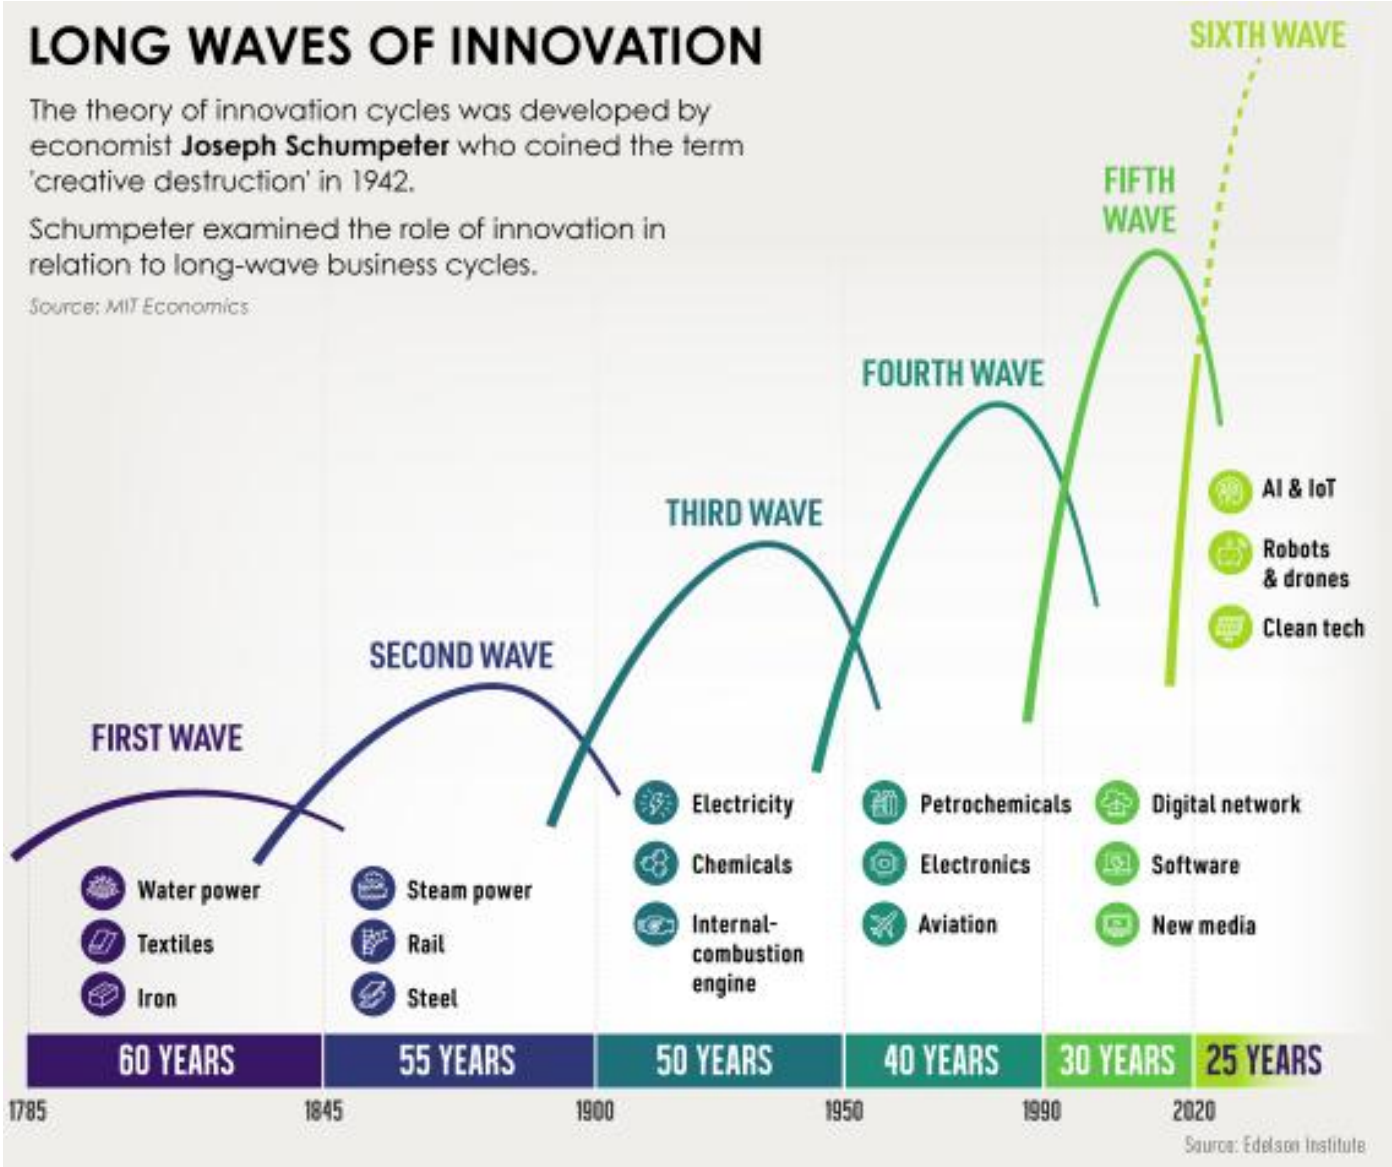 LONG WAVES OF INNOVATION
The theory of innovation cycles was developed by
economist Joseph Schumpeter who coined the term
'creative destruction' in 1942.
Schumpeter examined the role of innovation in
relation to long-wave business cycles.
Source: MIT Economics
SIXTH WAVE
FIFTH
WAVE
FOURTH WAVE
THIRD WAVE
SECOND WAVE
FIRST WAVE
AI & IoT
Robots
& drones
Clean tech
Water power
Textiles
Iron
Steam power
Rail
Steel
Electricity
Chemicals
Internal-
combustion
engine
Petrochemicals
Electronics
Aviation
Digital network
Software
New media
60 YEARS
55 YEARS
50 YEARS
40 YEARS
30 YEARS
25 YEARS
1785
1845
1900
1950
1990
2020
Source: Edelson Institute